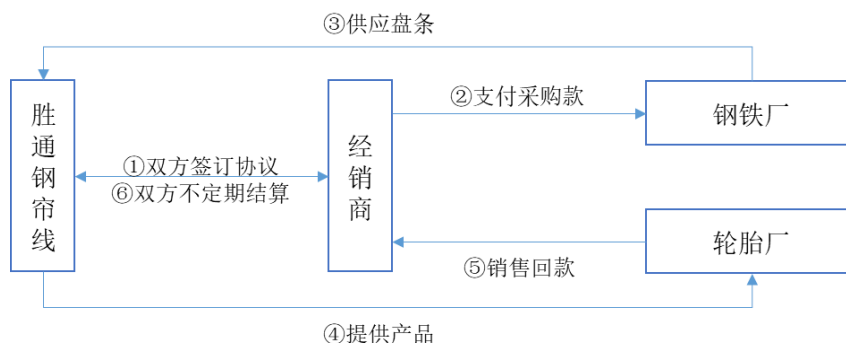 ③供应盘条
胜通钢帘线
经销商
②支付采购款
钢铁厂
①双方签订协议
⑥双方不定期结算
轮胎厂
⑤销售回款
④提供产品